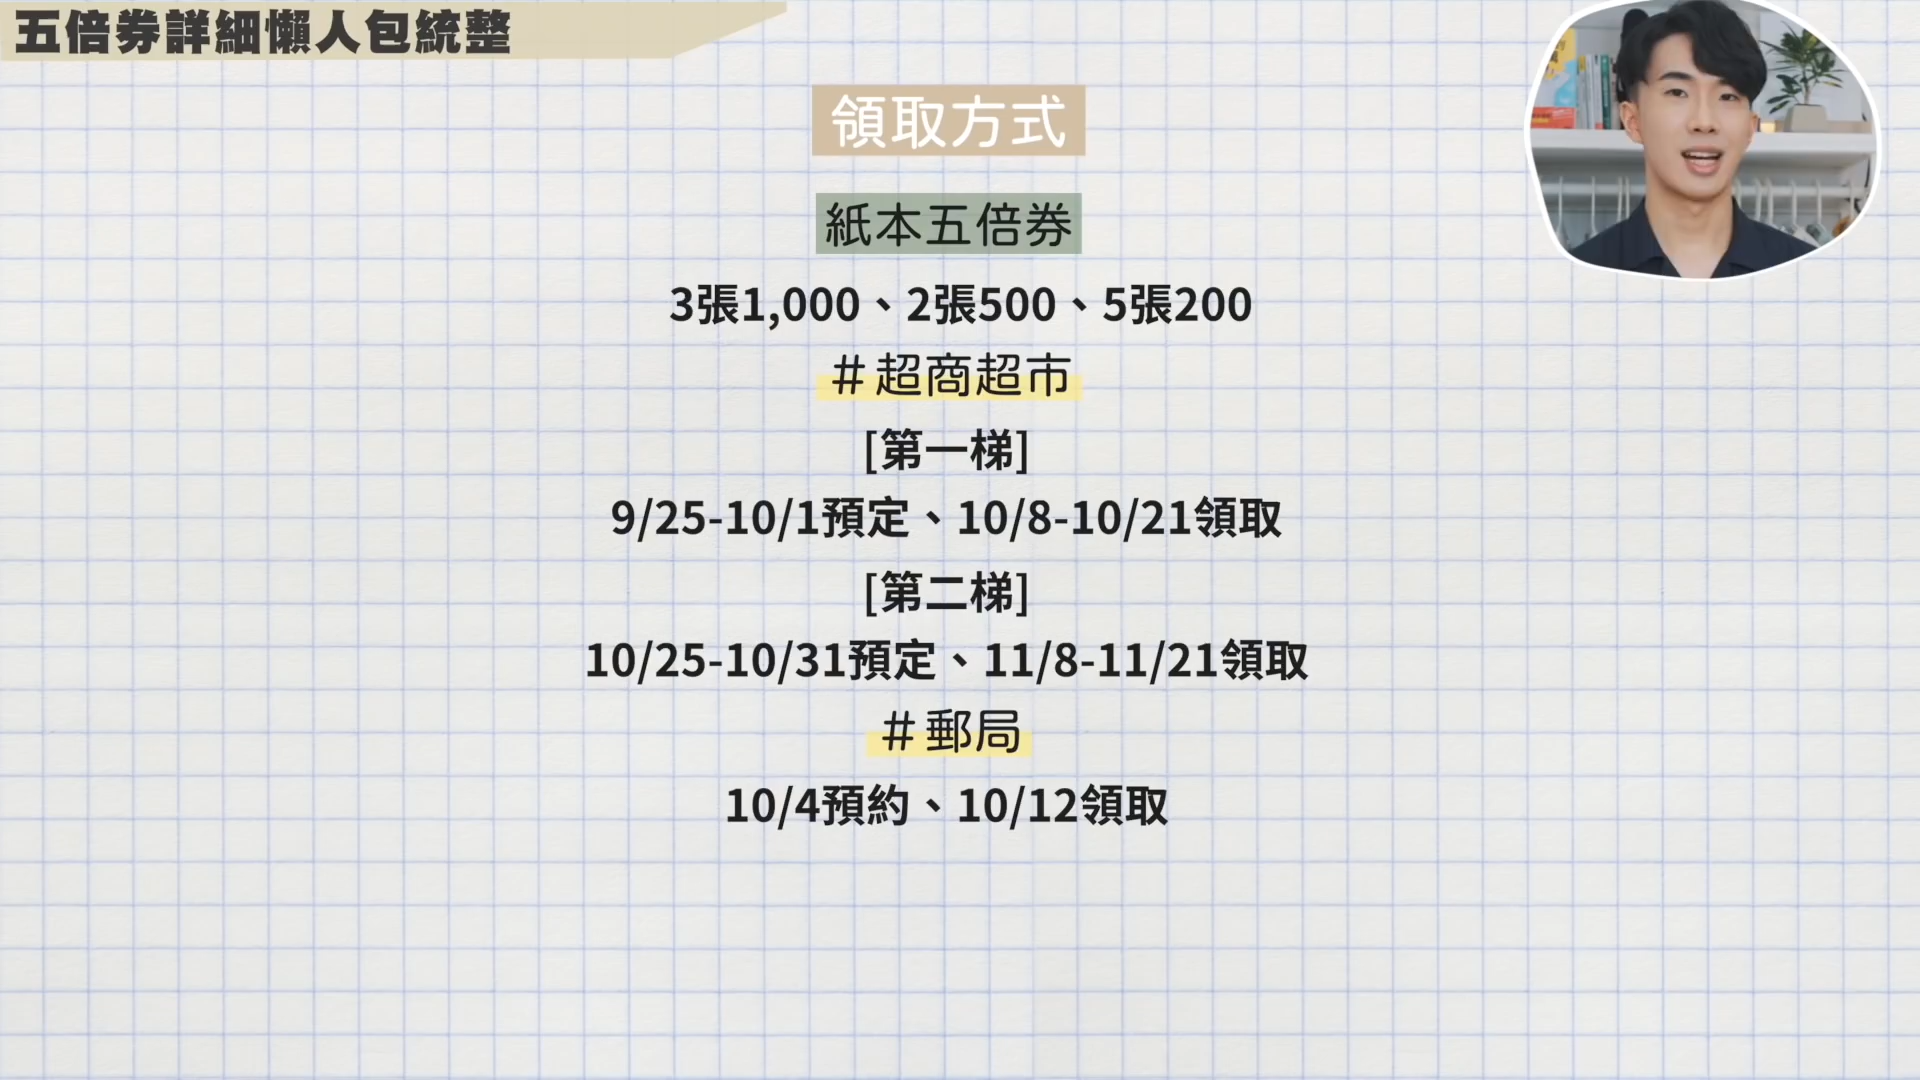 五倍券詳細懶人包統整
領取方式
紙本五倍券
3張1,000、2張500、5張200
＃超商超市
[第一梯]
9/25-10/1預定、10/8-10/21領取
[第二梯]
10/25-10/31預定、11/8-11/21領取
＃郵局
10/4預約、10/12領取